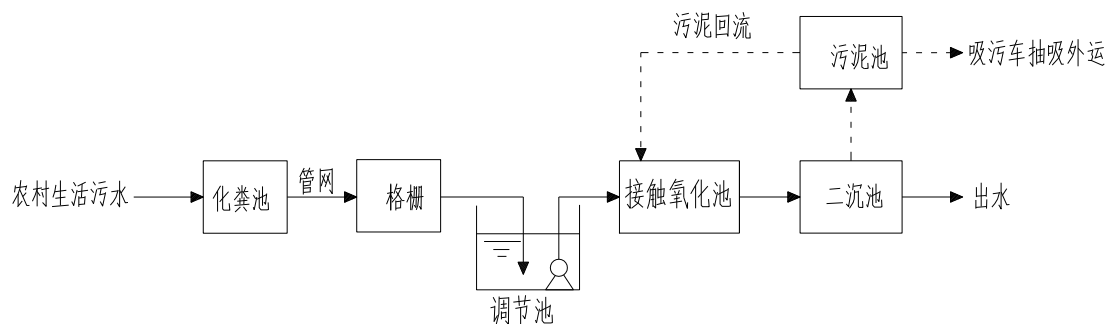 污泥回流
污泥池
吸污车抽吸外运
农村生活污水
化粪池
管网
格栅
接触氧化池
二沉池
出水
调节池